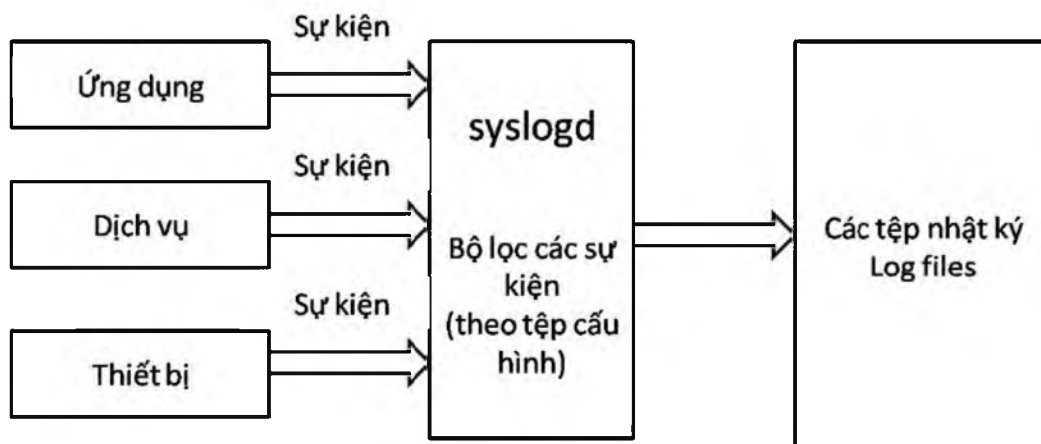 Sự kiện
Ứng dụng
syslogd
Sự kiện
Dịch vụ
Bộ lọc các sự
kiện
(theo tệp cấu
hình)
Các tệp nhật ký
Log files
Sự kiện
Thiết bị